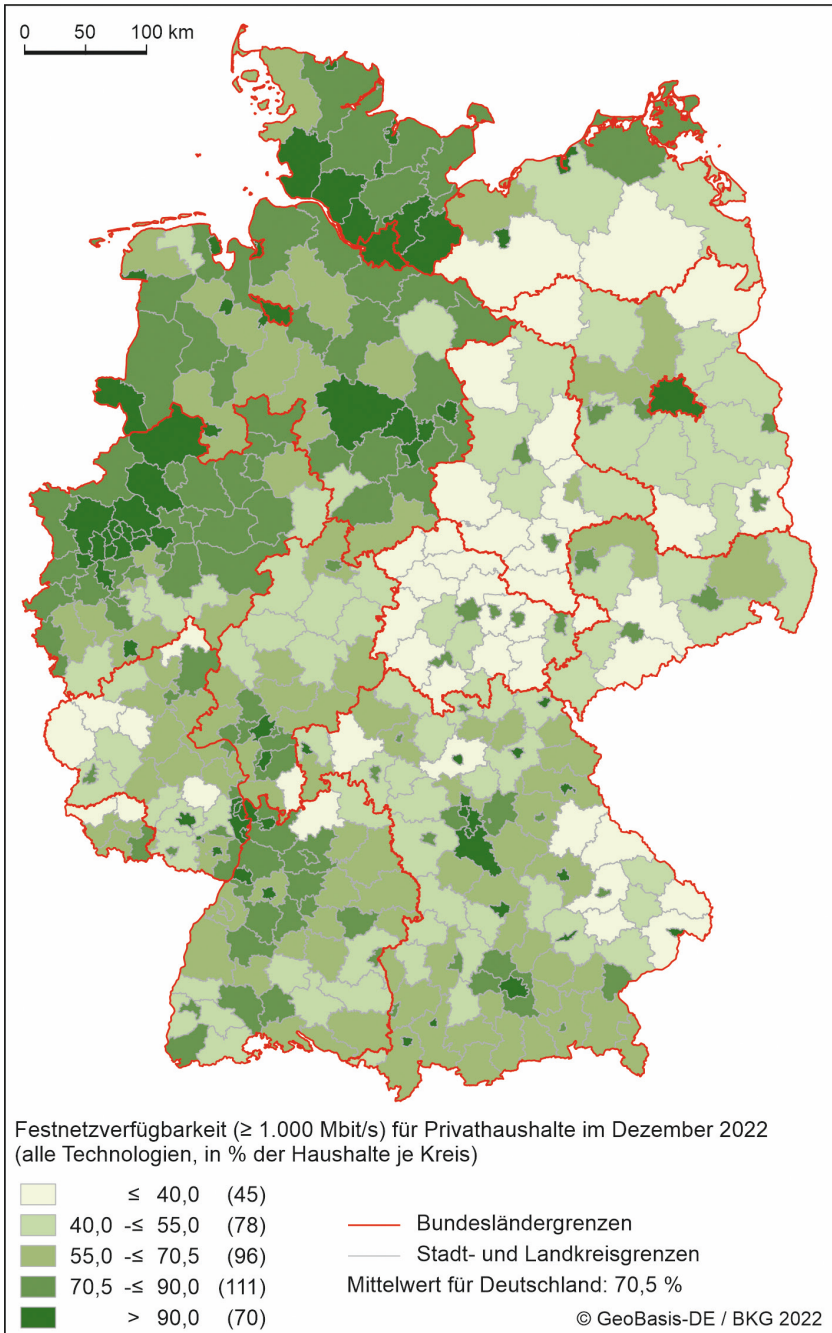 0 50 100 km
Festnetzverfügbarkeit (≥ 1.000 Mbit/s) für Privathaushalte im Dezember 2022
(alle Technologien, in % der Haushalte je Kreis)
≤ 40,0 (45)
40,0 -≤ 55,0 (78)
55,0 -≤ 70,5 (96)
70,5 -≤ 90,0 (111)
> 90,0 (70)
Bundesländergrenzen
Stadt- und Landkreisgrenzen
Mittelwert für Deutschland: 70,5 %
© GeoBasis-DE / BKG 2022